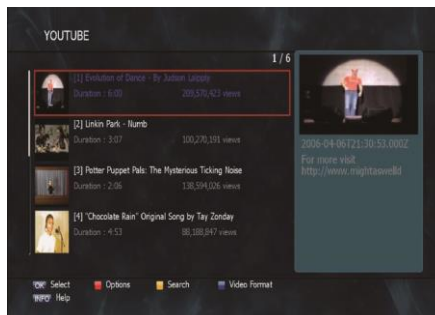 YOUTUBE
1 / 6
[1] Evolution of Dance - By Judson Laipply
Duration : 6:00 209,570,423 views
[2] Linkin Park - Numb
Duration : 3:07 100,270,191 views
[3] Potter Puppet Pals: The Mysterious Ticking Noise
Duration : 2:06 138,594,026 views
[4] "Chocolate Rain" Original Song by Tay Zonday
Duration : 4:53 88,188,847 views
2006-04-06T21:30:53.000Z
For more visit
http://www.mightaswelld
OK Select Options Search Video Format
INFO Help